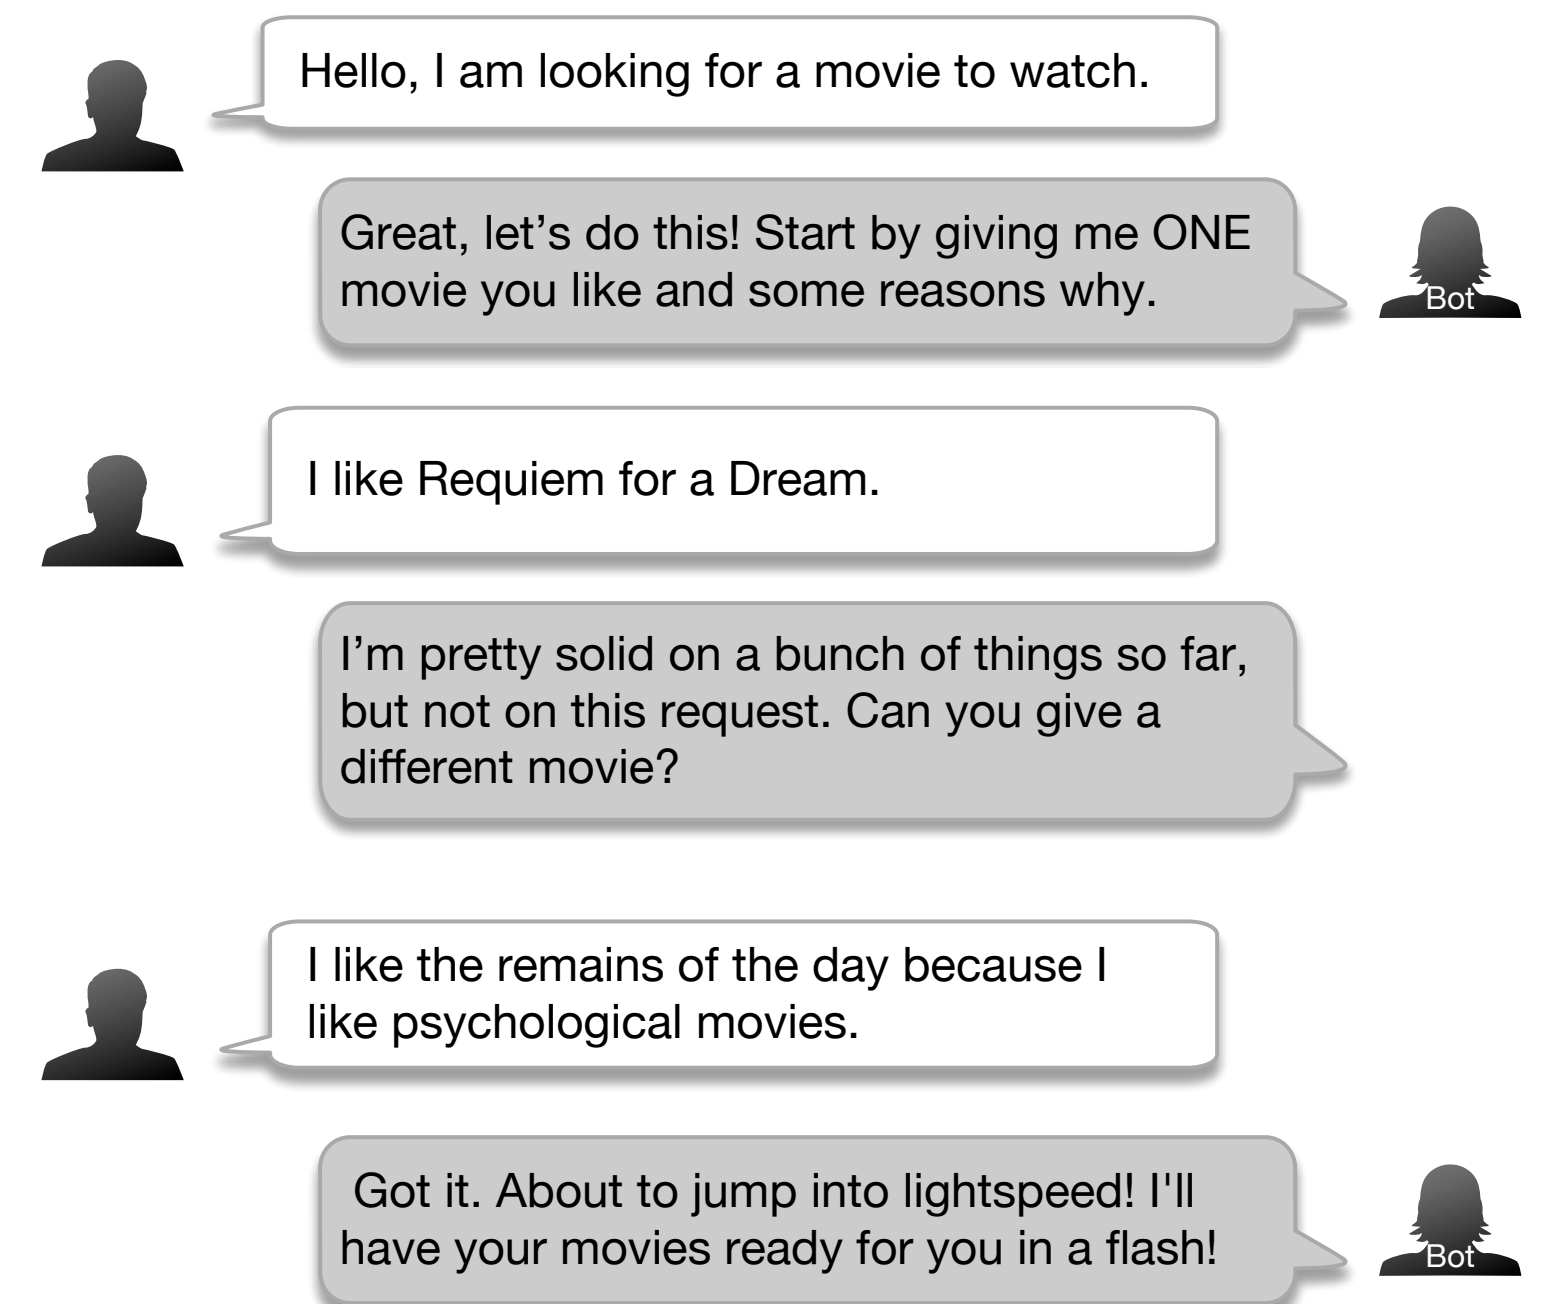 Hello, I am looking for a movie to watch.
Great, let’s do this! Start by giving me ONE
movie you like and some reasons why.
Bot
I like Requiem for a Dream.
I’m pretty solid on a bunch of things so far,
but not on this request. Can you give a
different movie?
I like the remains of the day because I
like psychological movies.
Got it. About to jump into lightspeed! I'll
have your movies ready for you in a flash!
Bot